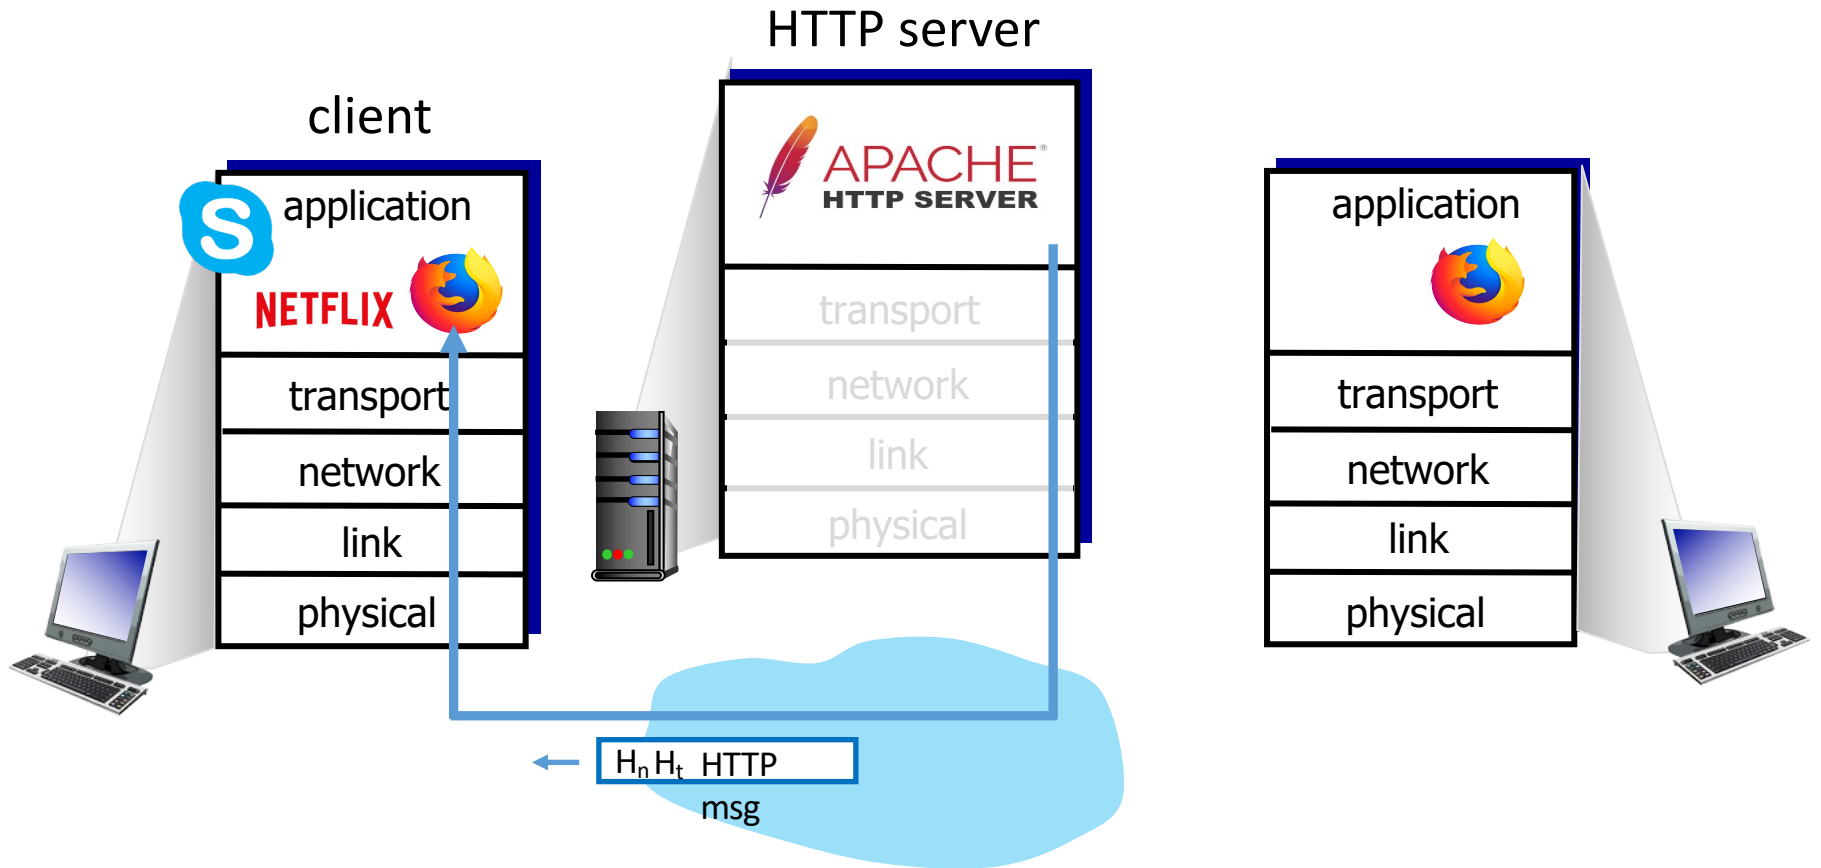 HTTP server
client
application
S
NETFLIX
transport
network
link
physical
APACHE®
HTTP SERVER
transport
network
link
physical
application
transport
network
link
physical
Hn Ht HTTP
msg